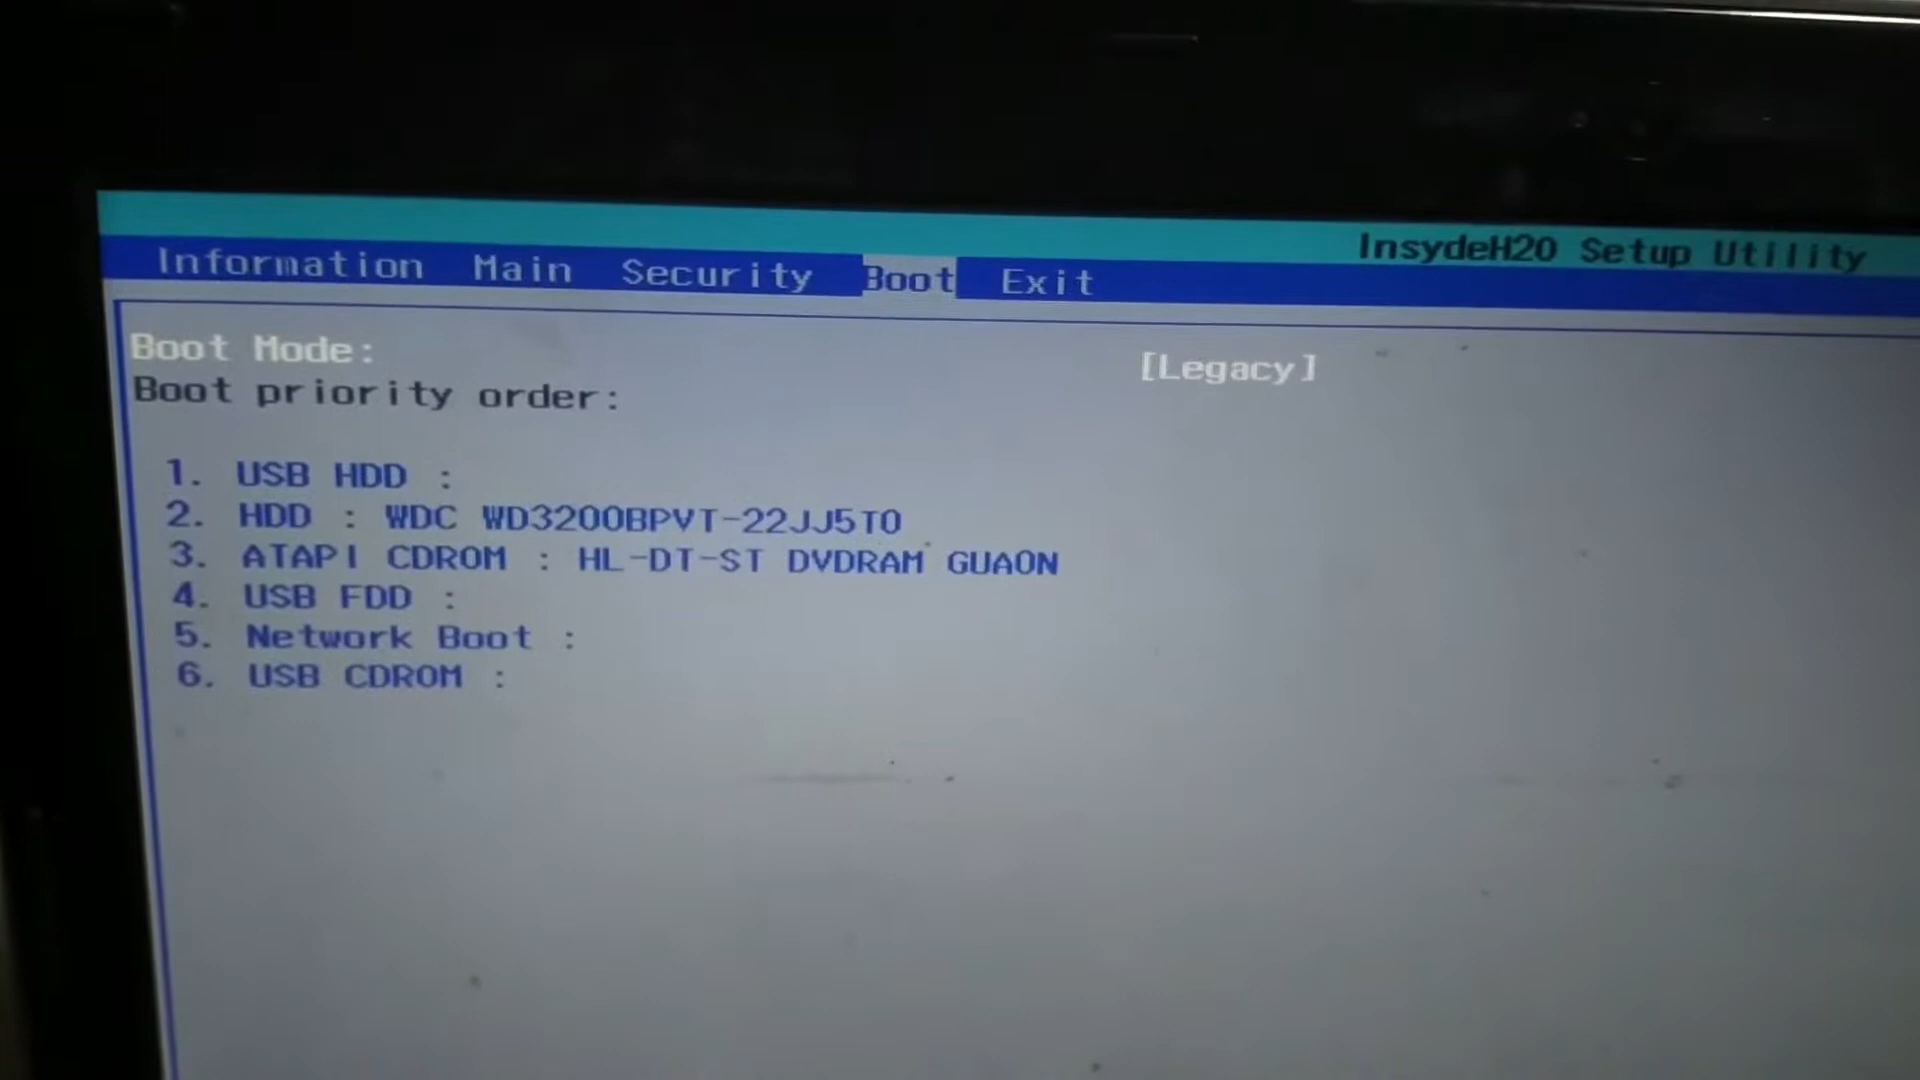 InsydeH20 Setup Utility
Information Main Security Boot Exit
Boot Mode: [Legacy]
Boot priority order:
1. USB HDD :
2. HDD : WDC WD3200BPVT-22JJ5T0
3. ATAPI CDROM : HL-DT-ST DVDRAM GUA0N
4. USB FDD :
5. Network Boot :
6. USB CDROM :